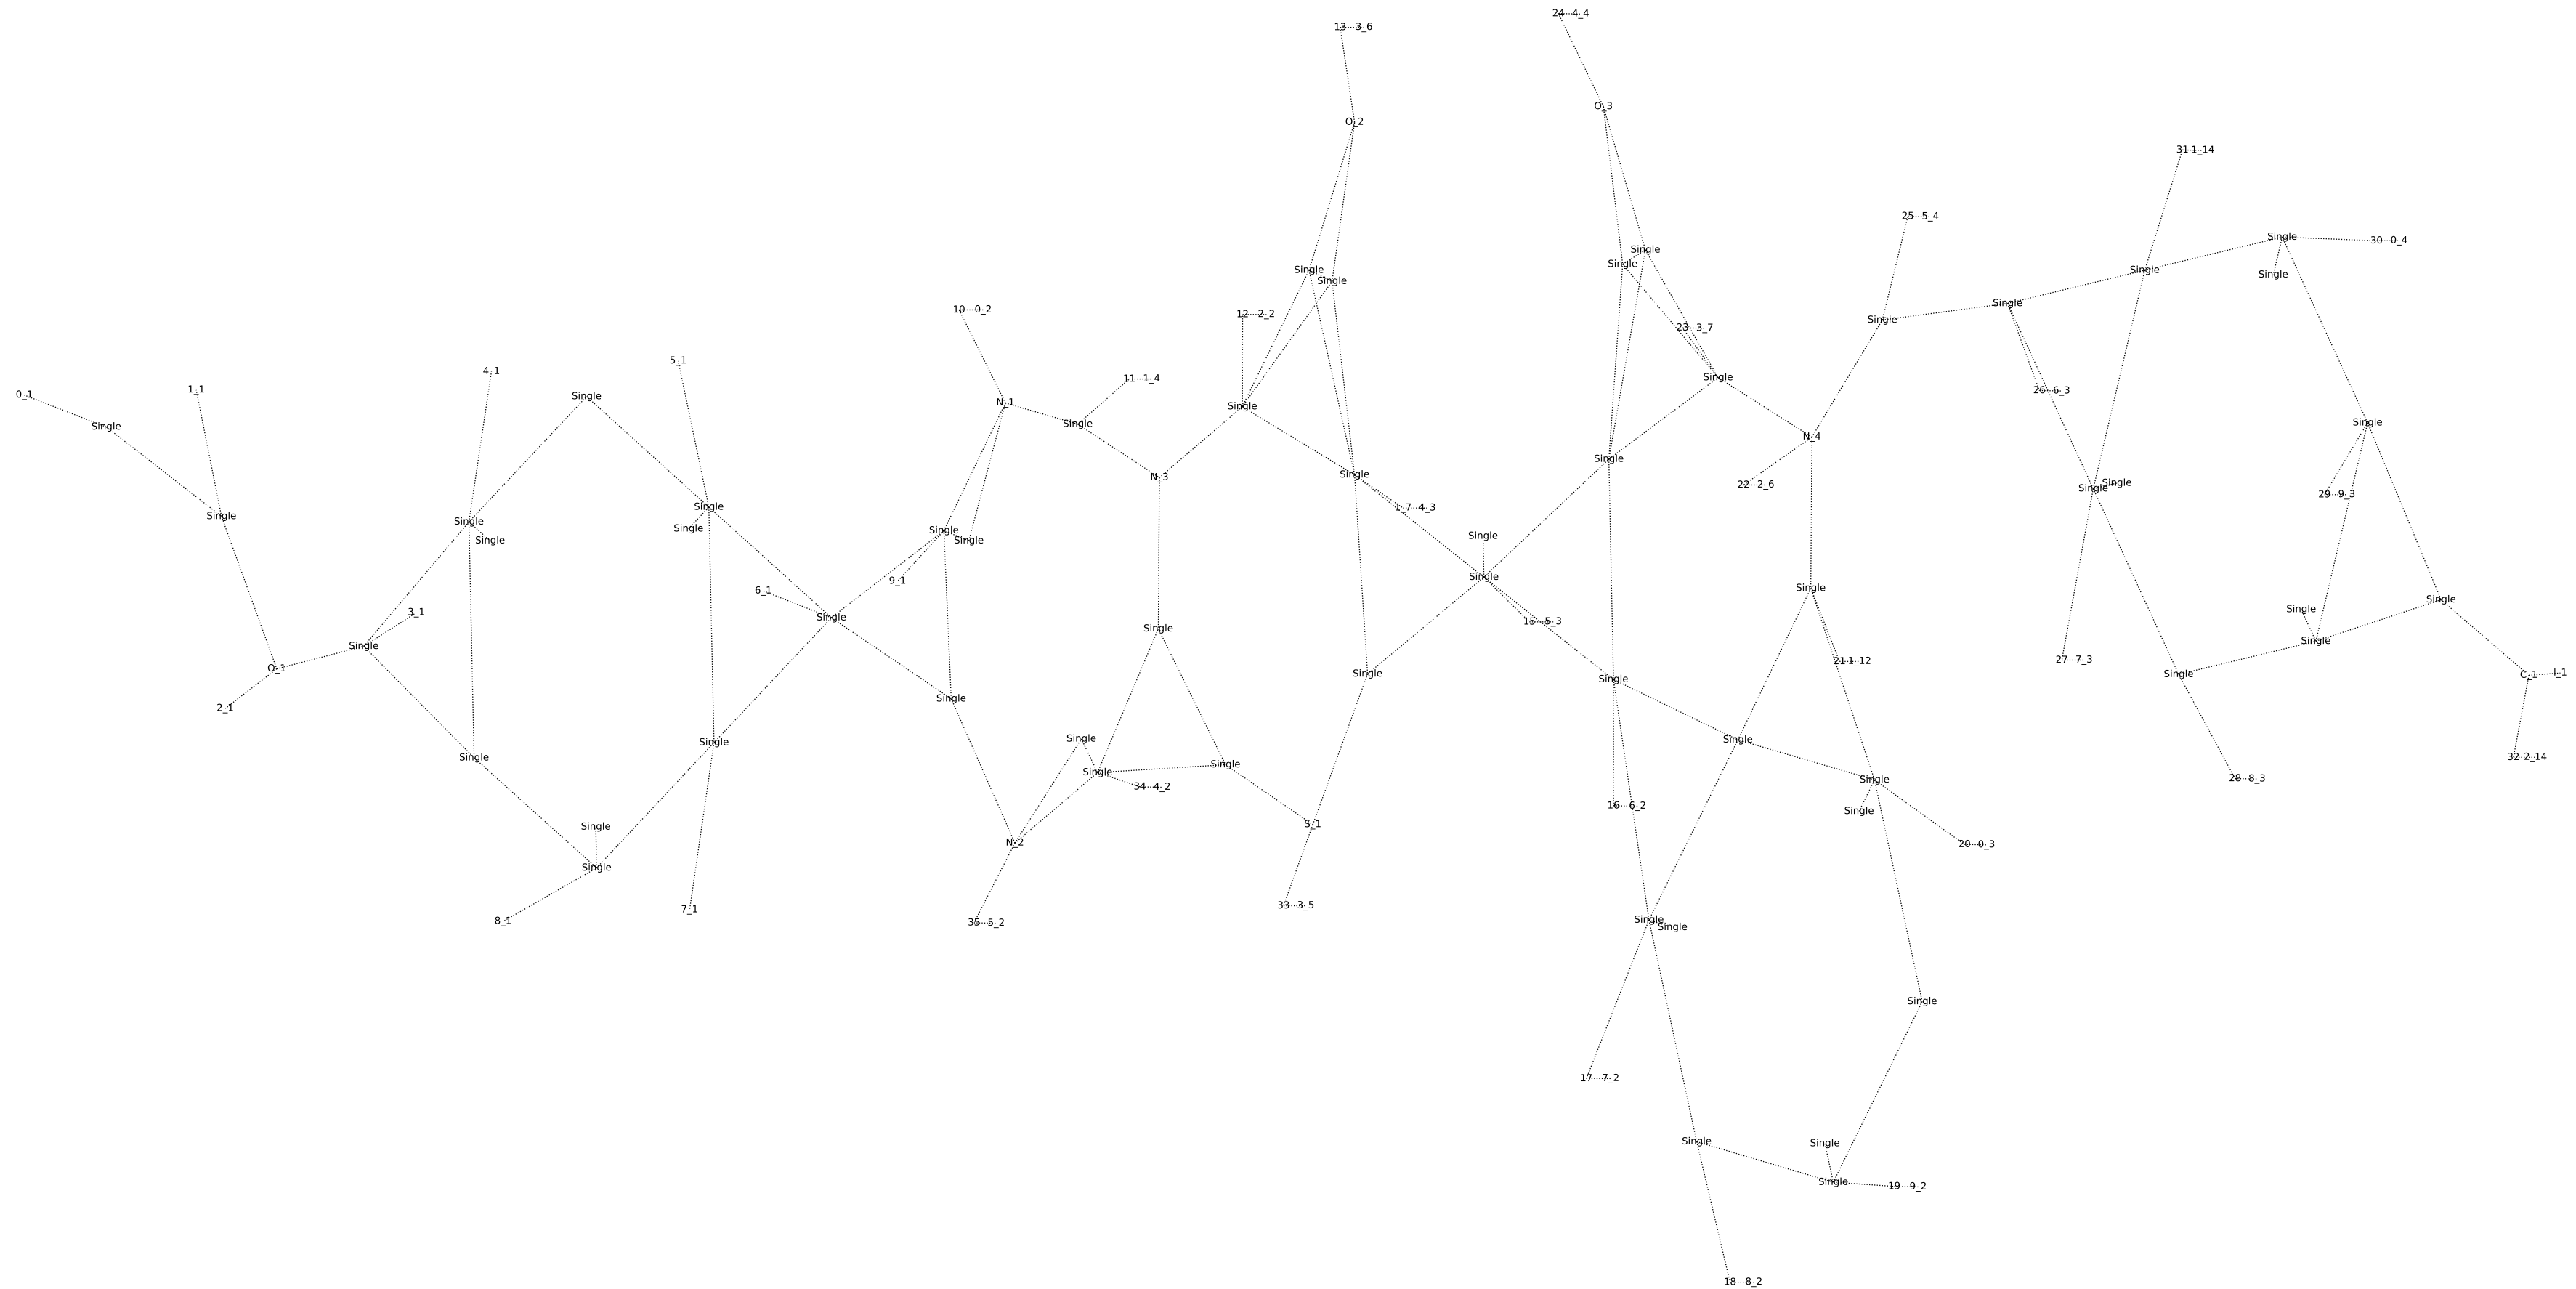 24 4_4
13 3_6
O_3
O_2
31 1_14
25 5_4
30 0_4
Single
Single
Single
Single
Single
Single
Single
Single
Single
10 0_2
12 2_2
Single
23 3_7
5_1
4_1
Single
11 1_4
1_1
26 6_3
0_1
Single
N_1
Single
Single
Single
SIngle
Single
N_4
Single
Single
N_3
Single
22 2_6
Single
Single
29 9_3
Single
1_7 4_3
Single
Single
Single
Single
Single
Single
Single
Single
9_1
Single
Single
6_1
Single
Single
Single
3_1
Single
15 5_3
Single
Single
Single
27 7_3
21 1_12
O_1
Single
Single
I_1
C_1
Single
Single
2_1
Single
Single
Single
Single
32 2_14
Single
Single
Single
28 8_3
34 4_2
16 6_2
Single
S_1
Single
N_2
20 0_3
Single
33 3_5
7_1
Single
8_1
35 5_2
Single
Single
17 7_2
Single
Single
Single
19 9_2
18 8_2